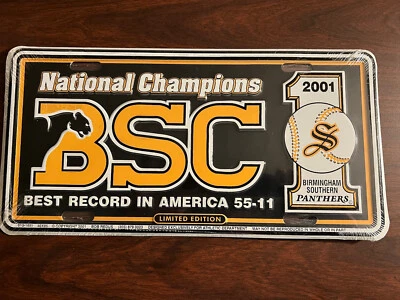 National Champions
BSC
BEST RECORD IN AMERICA 55-11
LIMITED EDITION
2001
S
BIRMINGHAM
SOUTHERN
PANTHERS